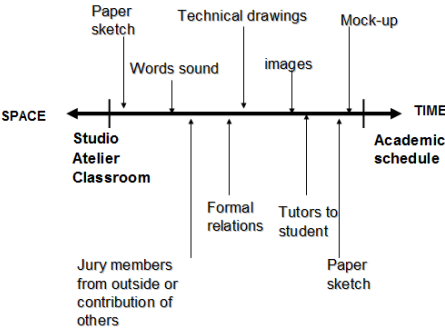 Paper
sketch
Technical drawings
Mock-up
Words sound
images
SPACE
TIME
Studio
Atelier
Classroom
Academic
schedule
Formal
relations
Tutors to
student
Jury members
from outside or
contribution of
others
Paper
sketch